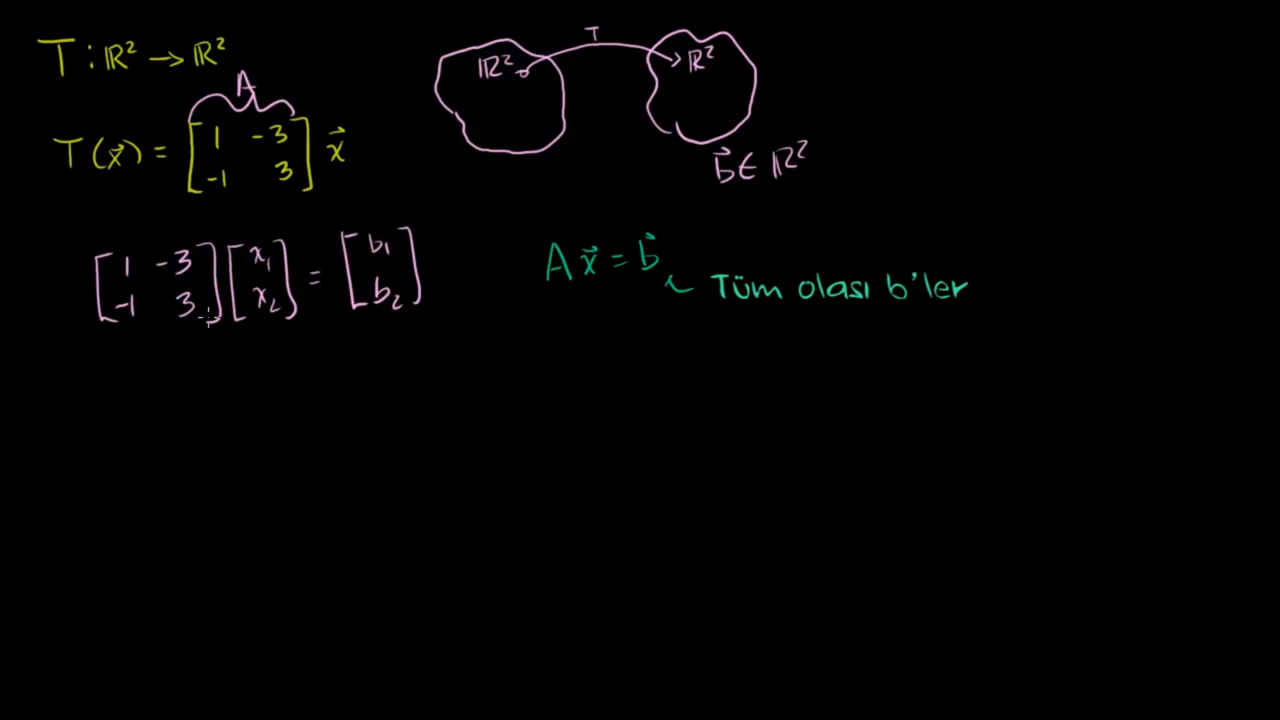 T : ℝ² → ℝ²
T
ℝ² ℝ²
A
T(x⃗) = [1 -3; -1 3] x⃗
b⃗ ∈ ℝ²
[1 -3; -1 3] [x₁; x₂] = [b₁; b₂]
A x⃗ = b⃗
Tüm olası b'ler